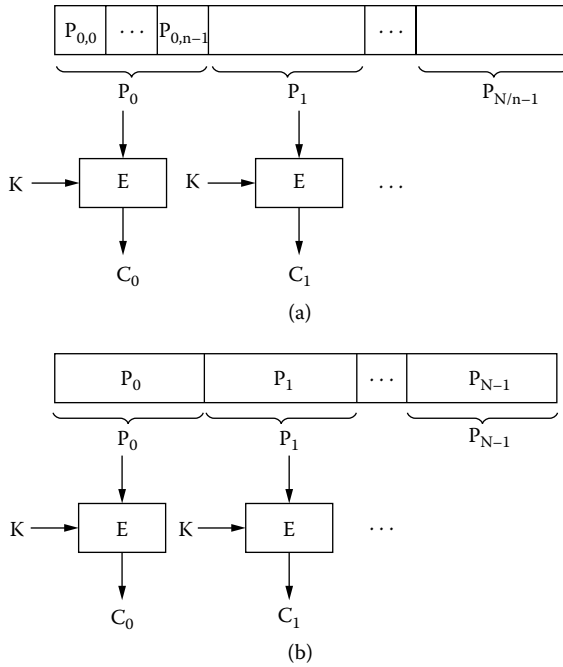 P0,0 ... P0,n−1 ...
P0 P1 PN/n−1
K E K E ...
C0 C1
(a)
P0 P1 ... PN−1
P0 P1 PN−1
K E K E ...
C0 C1
(b)